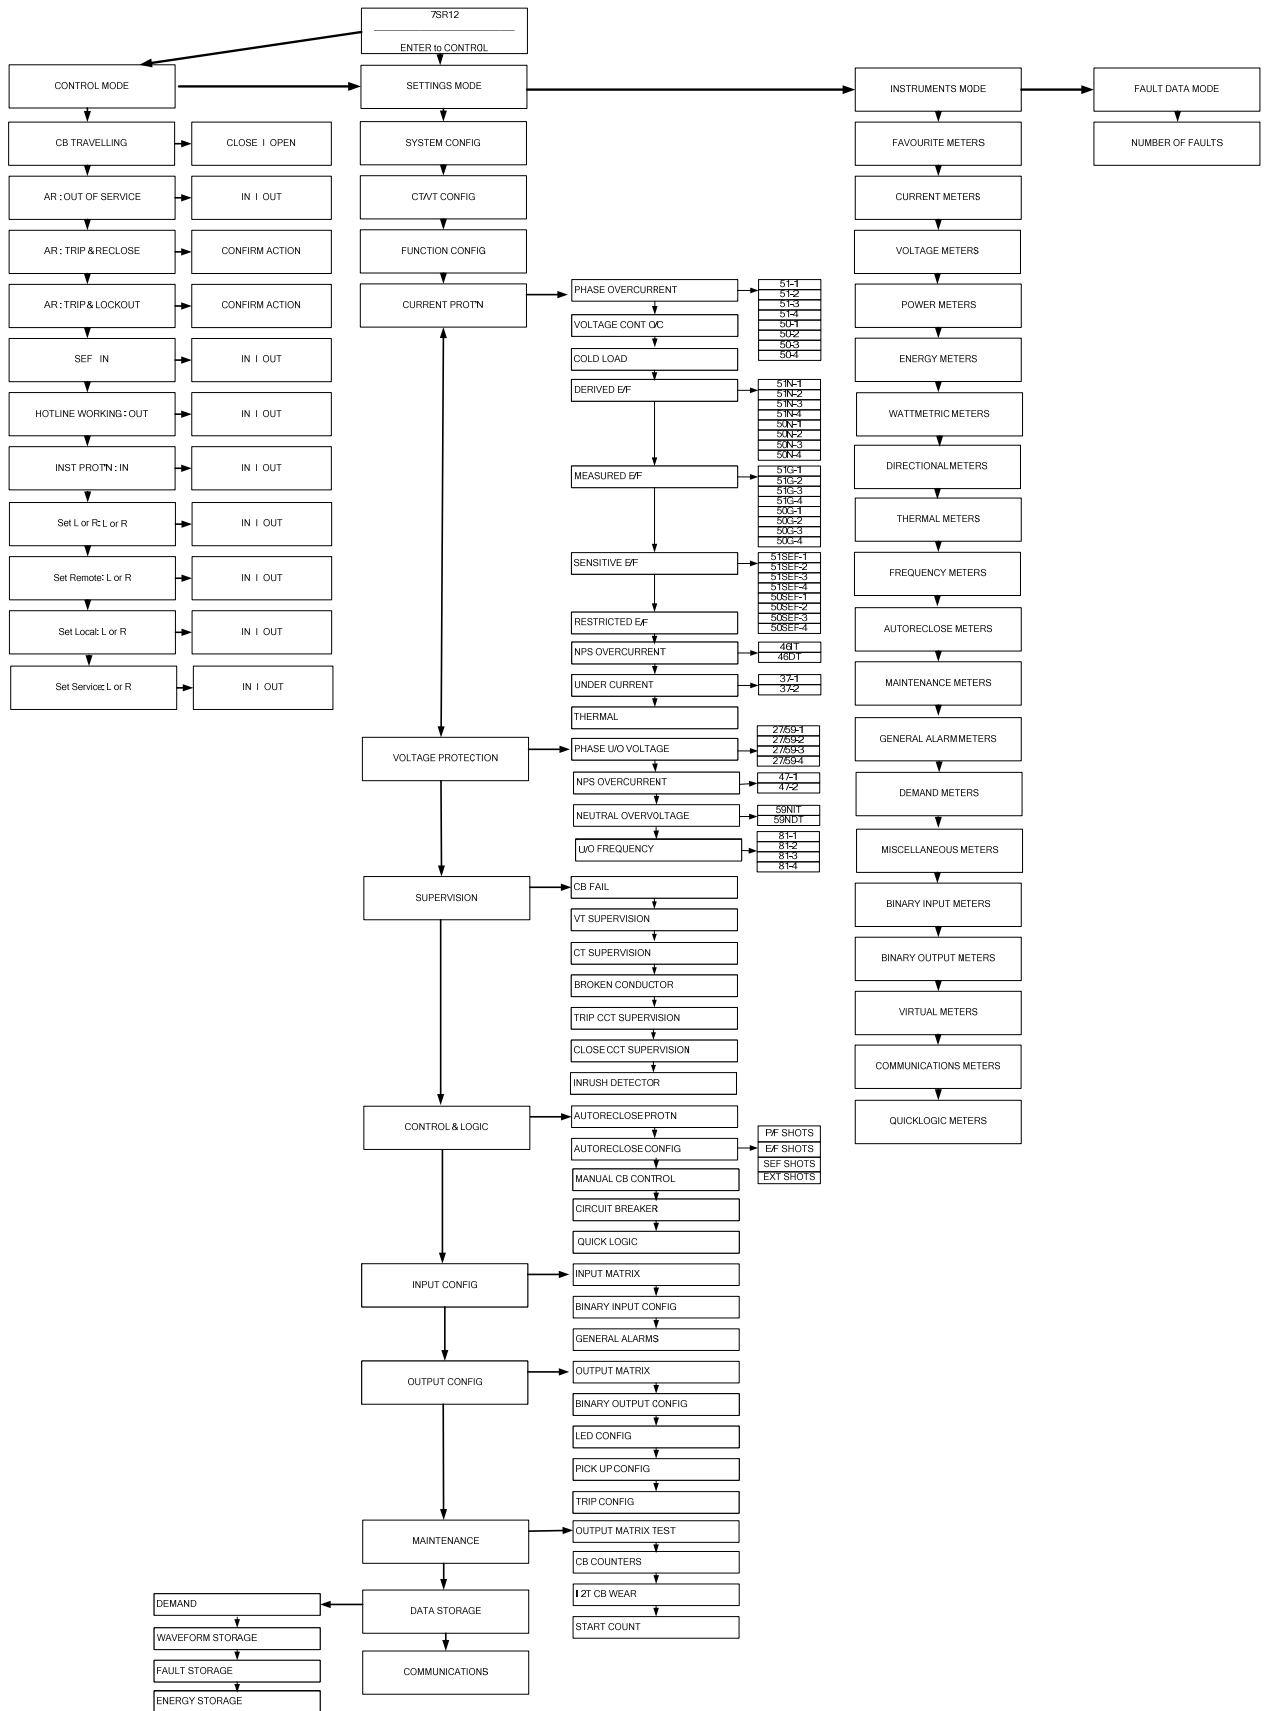 7SR12
ENTER to CONTROL
CONTROL MODE
CB TRAVELLING
CLOSE I OPEN
AR : OUT OF SERVICE
IN I OUT
AR : TRIP & RECLOSE
CONFIRM ACTION
AR : TRIP & LOCKOUT
CONFIRM ACTION
SEF IN
IN I OUT
HOTLINE WORKING : OUT
IN I OUT
INST PROT'N : IN
IN I OUT
Set L or R: L or R
IN I OUT
Set Remote: L or R
IN I OUT
Set Local: L or R
IN I OUT
Set Service: L or R
IN I OUT
SETTINGS MODE
SYSTEM CONFIG
CT/VT CONFIG
FUNCTION CONFIG
CURRENT PROT'N
PHASE OVERCURRENT
51-1
51-2
51-3
51-4
50-1
50-2
50-3
50-4
VOLTAGE CONT O/C
COLD LOAD
DERIVED E/F
51N-1
51N-2
51N-3
51N-4
50N-1
50N-2
50N-3
50N-4
MEASURED E/F
51G-1
51G-2
51G-3
51G-4
50G-1
50G-2
50G-3
50G-4
SENSITIVE E/F
51SEF-1
51SEF-2
51SEF-3
51SEF-4
50SEF-1
50SEF-2
50SEF-3
50SEF-4
RESTRICTED E/F
NPS OVERCURRENT
46IT
46DT
UNDER CURRENT
37-1
37-2
THERMAL
VOLTAGE PROTECTION
PHASE U/O VOLTAGE
27/59-1
27/59-2
27/59-3
27/59-4
NPS OVERCURRENT
47-1
47-2
NEUTRAL OVERVOLTAGE
59NIT
59NDT
U/O FREQUENCY
81-1
81-2
81-3
81-4
SUPERVISION
CB FAIL
VT SUPERVISION
CT SUPERVISION
BROKEN CONDUCTOR
TRIP CCT SUPERVISION
CLOSE CCT SUPERVISION
INRUSH DETECTOR
CONTROL & LOGIC
AUTORECLOSE PROTN
AUTORECLOSE CONFIG
P/F SHOTS
E/F SHOTS
SEF SHOTS
EXT SHOTS
MANUAL CB CONTROL
CIRCUIT BREAKER
QUICK LOGIC
INPUT CONFIG
INPUT MATRIX
BINARY INPUT CONFIG
GENERAL ALARMS
OUTPUT CONFIG
OUTPUT MATRIX
BINARY OUTPUT CONFIG
LED CONFIG
PICK UP CONFIG
TRIP CONFIG
MAINTENANCE
OUTPUT MATRIX TEST
CB COUNTERS
I 2T CB WEAR
START COUNT
DATA STORAGE
DEMAND
WAVEFORM STORAGE
FAULT STORAGE
ENERGY STORAGE
COMMUNICATIONS
INSTRUMENTS MODE
FAVOURITE METERS
CURRENT METERS
VOLTAGE METERS
POWER METERS
ENERGY METERS
WATTMETRIC METERS
DIRECTIONAL METERS
THERMAL METERS
FREQUENCY METERS
AUTORECLOSE METERS
MAINTENANCE METERS
GENERAL ALARM METERS
DEMAND METERS
MISCELLANEOUS METERS
BINARY INPUT METERS
BINARY OUTPUT METERS
VIRTUAL METERS
COMMUNICATIONS METERS
QUICKLOGIC METERS
FAULT DATA MODE
NUMBER OF FAULTS